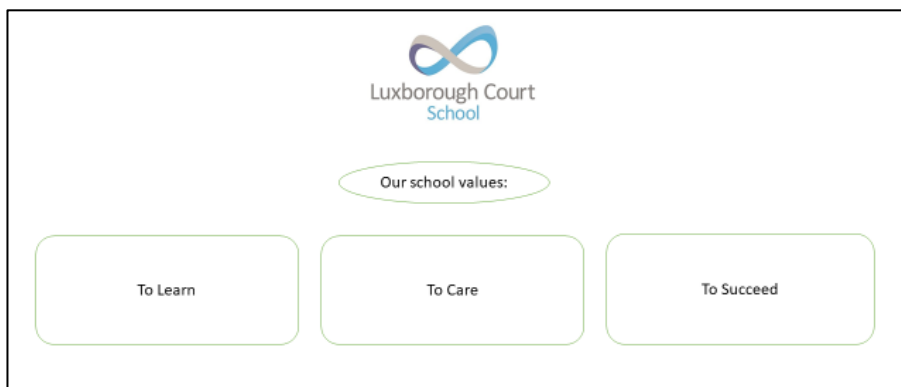 Luxborough Court
School
Our school values:
To Learn
To Care
To Succeed